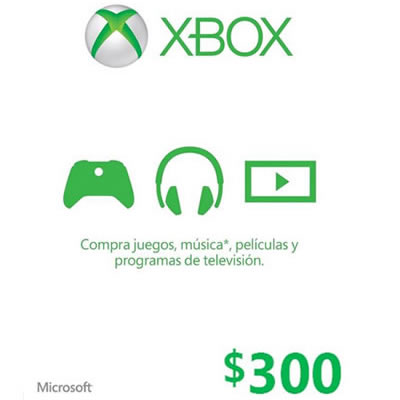 XBOX
Compra juegos, música*, películas y
programas de televisión.
$300
Microsoft